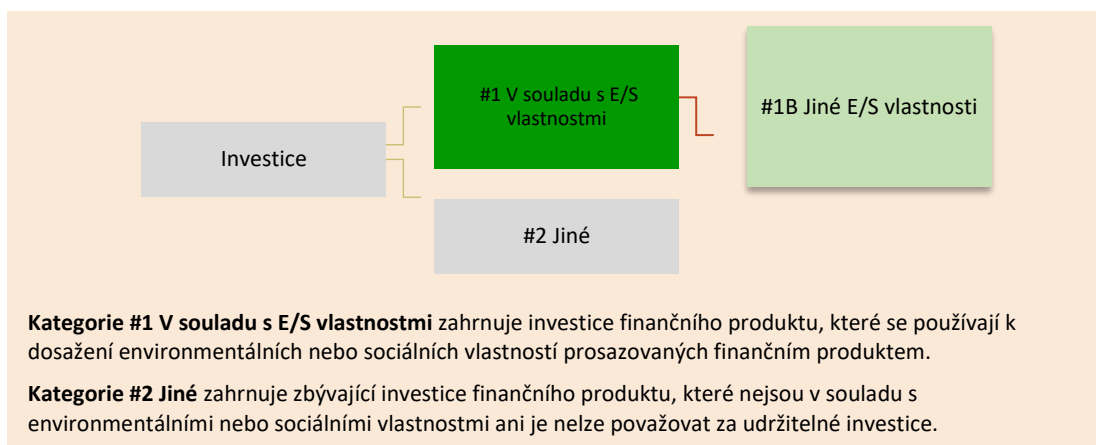 #1 V souladu s E/S
vlastnostmi
#1B Jiné E/S vlastnosti
Investice
#2 Jiné
Kategorie #1 V souladu s E/S vlastnostmi zahrnuje investice finančního produktu, které se používají k
dosažení environmentálních nebo sociálních vlastností prosazovaných finančním produktem.
Kategorie #2 Jiné zahrnuje zbývající investice finančního produktu, které nejsou v souladu s
environmentálními nebo sociálními vlastnostmi ani je nelze považovat za udržitelné investice.